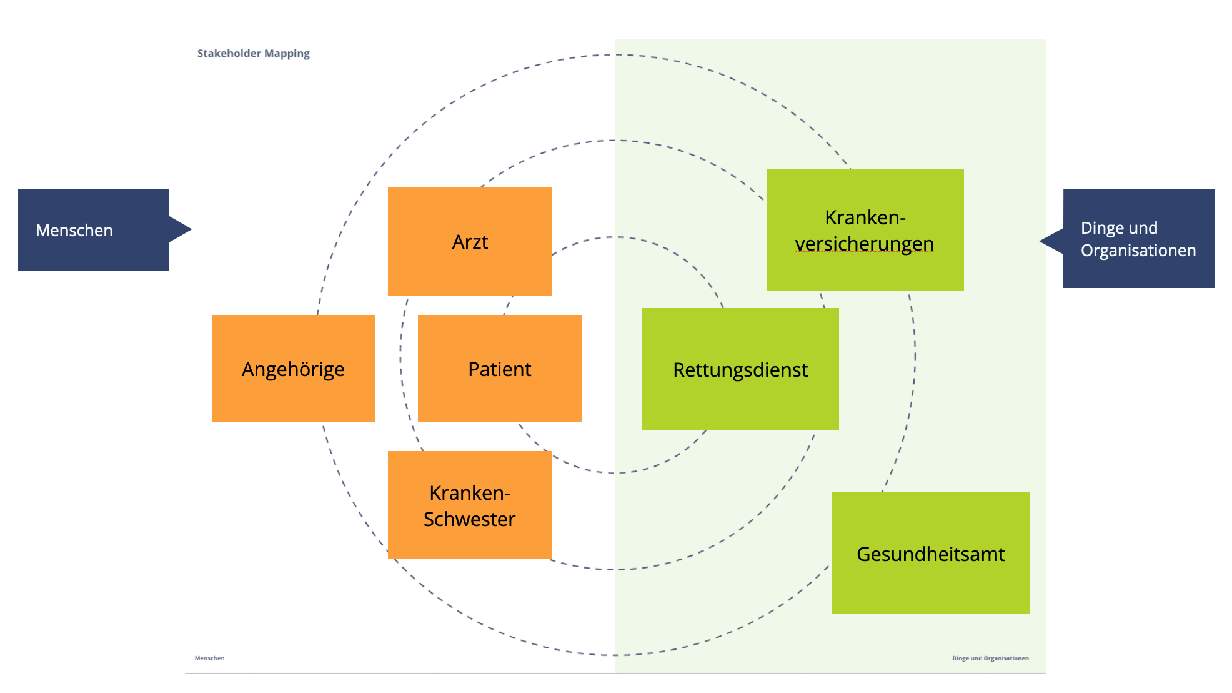 Stakeholder Mapping
Menschen
Dinge und
Organisationen
Arzt
Kranken-
versicherungen
Angehörige
Patient
Rettungsdienst
Kranken-
Schwester
Gesundheitsamt
Menschen
Dinge und Organisationen